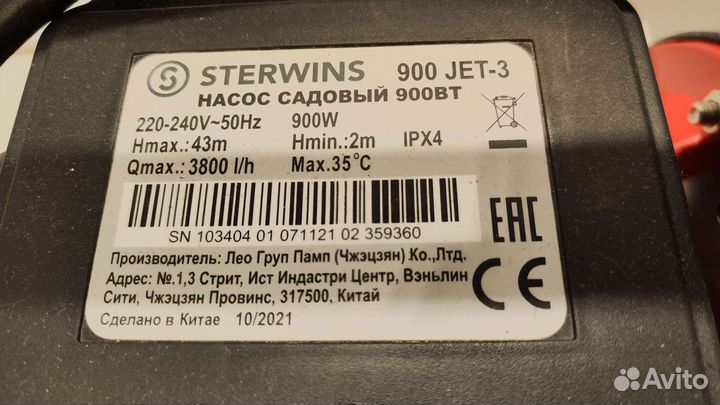 S STERWINS 900 JET-3
НАСОС САДОВЫЙ 900ВТ
220-240V~50Hz 900W
Hmax.: 43m Hmin.:2m IPX4
Qmax.: 3800 l/h Max.35°C
SN 103404 01 071121 02 359360
EAC
Производитель: Лео Груп Памп (Чжэцзян) Ко.,Лтд.
Адрес: №.1,3 Стрит, Ист Индастри Центр, Вэньлин
Сити, Чжэцзян Провинс, 317500, Китай
CE
Сделано в Китае 10/2021
Avito